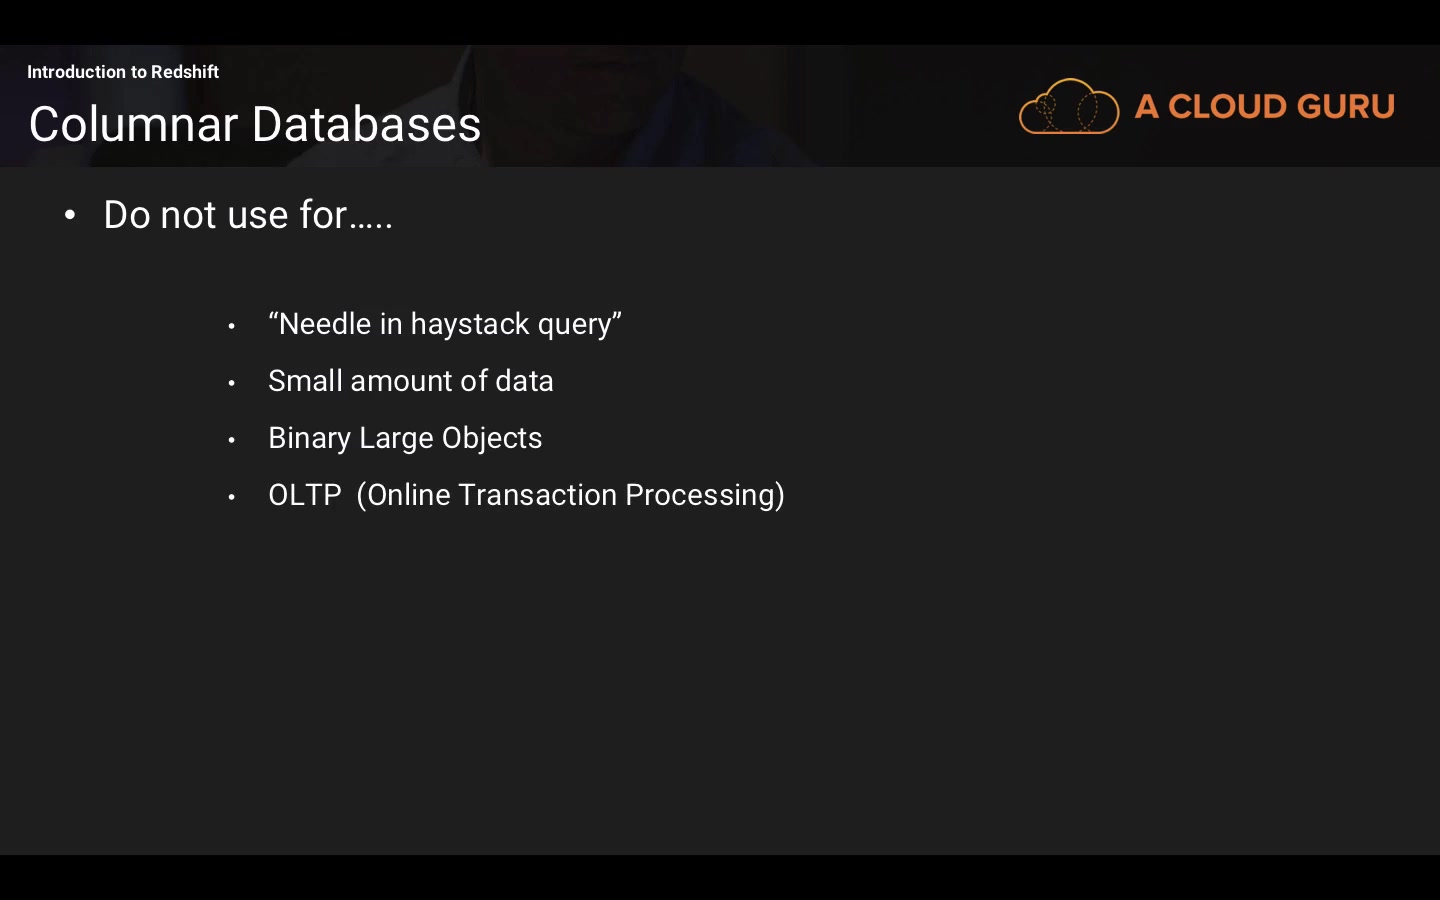 Introduction to Redshift
Columnar Databases
A CLOUD GURU
• Do not use for.....
• “Needle in haystack query”
• Small amount of data
• Binary Large Objects
• OLTP  (Online Transaction Processing)